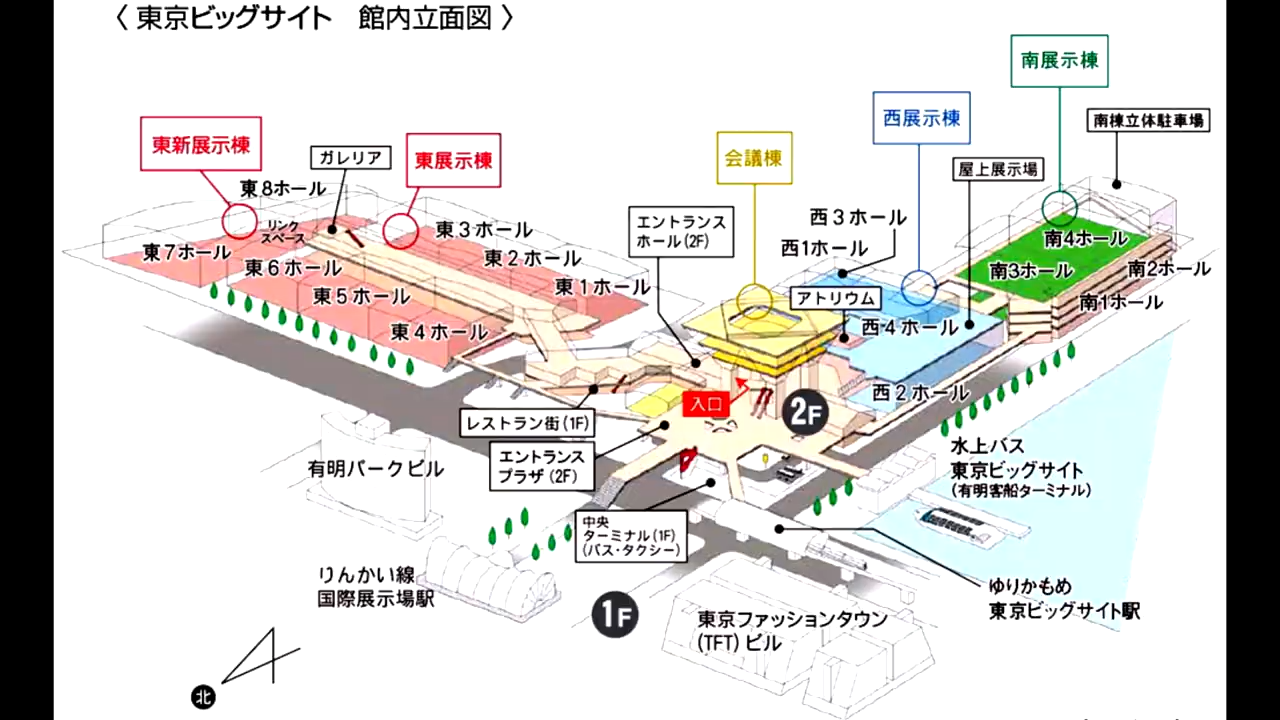 〈 東京ビッグサイト 館内立面図 〉
南展示棟
西展示棟
南棟立体駐車場
東新展示棟
東展示棟
会議棟
ガレリア
屋上展示場
東8ホール
リンク
スペース
東3ホール
エントランス
ホール(2F)
西3ホール
西1ホール
南4ホール
東7ホール
東6ホール
東2ホール
南3ホール
南2ホール
東5ホール
東1ホール
アトリウム
南1ホール
東4ホール
西4ホール
西2ホール
入口
2F
レストラン街(1F)
エントランス
プラザ(2F)
有明パークビル
水上バス
東京ビッグサイト
(有明客船ターミナル)
中央
ターミナル(1F)
(バス・タクシー)
りんかい線
国際展示場駅
1F
ゆりかもめ
東京ビッグサイト駅
東京ファッションタウン
(TFT)ビル
北